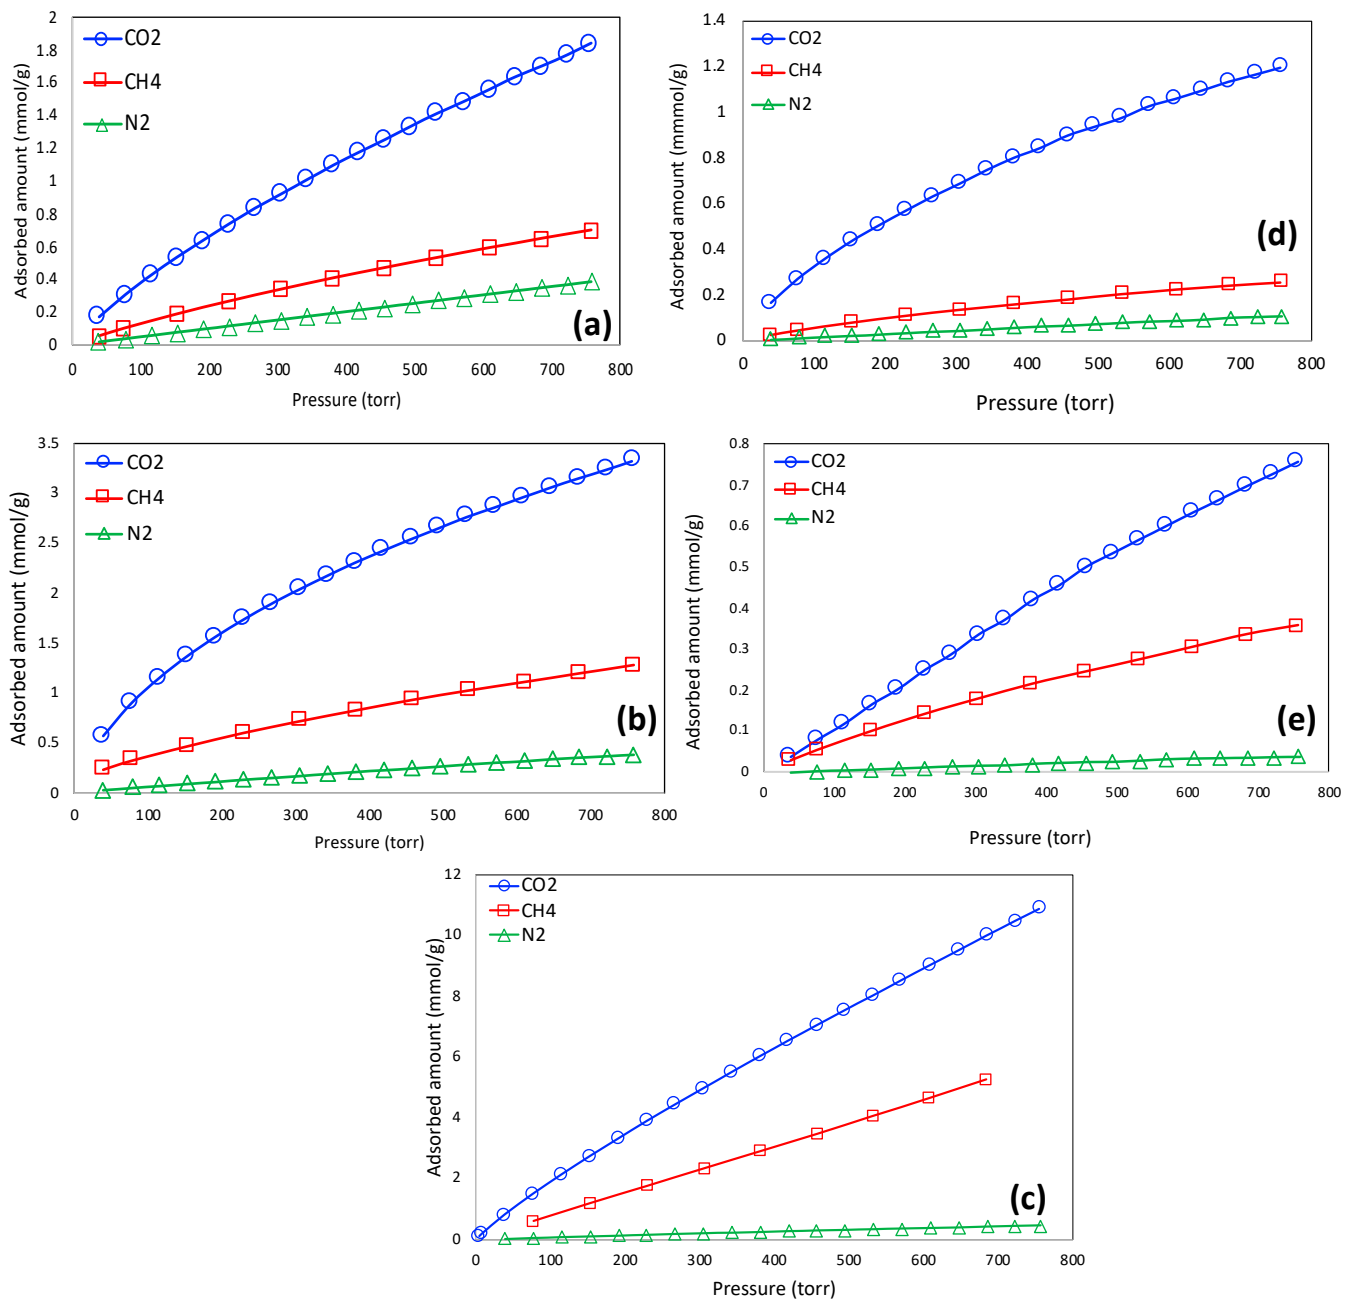 2
1.8
1.6
1.4
1.2
1
0.8
0.6
0.4
0.2
0
Adsorbed amount (mmol/g)
CO2
CH4
N2
(a)
0 100 200 300 400 500 600 700 800
Pressure (torr)
1.4
1.2
1
0.8
0.6
0.4
0.2
0
Adsorbed amount (mmmol/g)
CO2
CH4
N2
(d)
0 100 200 300 400 500 600 700 800
Pressure (torr)
3.5
3
2.5
2
1.5
1
0.5
0
Adsorbed amount (mmol/g)
CO2
CH4
N2
(b)
0 100 200 300 400 500 600 700 800
Pressure (torr)
0.8
0.7
0.6
0.5
0.4
0.3
0.2
0.1
0
Adsorbed amount (mmol/g)
CO2
CH4
N2
(e)
0 100 200 300 400 500 600 700 800
Pressure (torr)
12
10
8
6
4
2
0
Adsorbed amount (mmol/g)
CO2
CH4
N2
(c)
0 100 200 300 400 500 600 700 800
Pressure (torr)